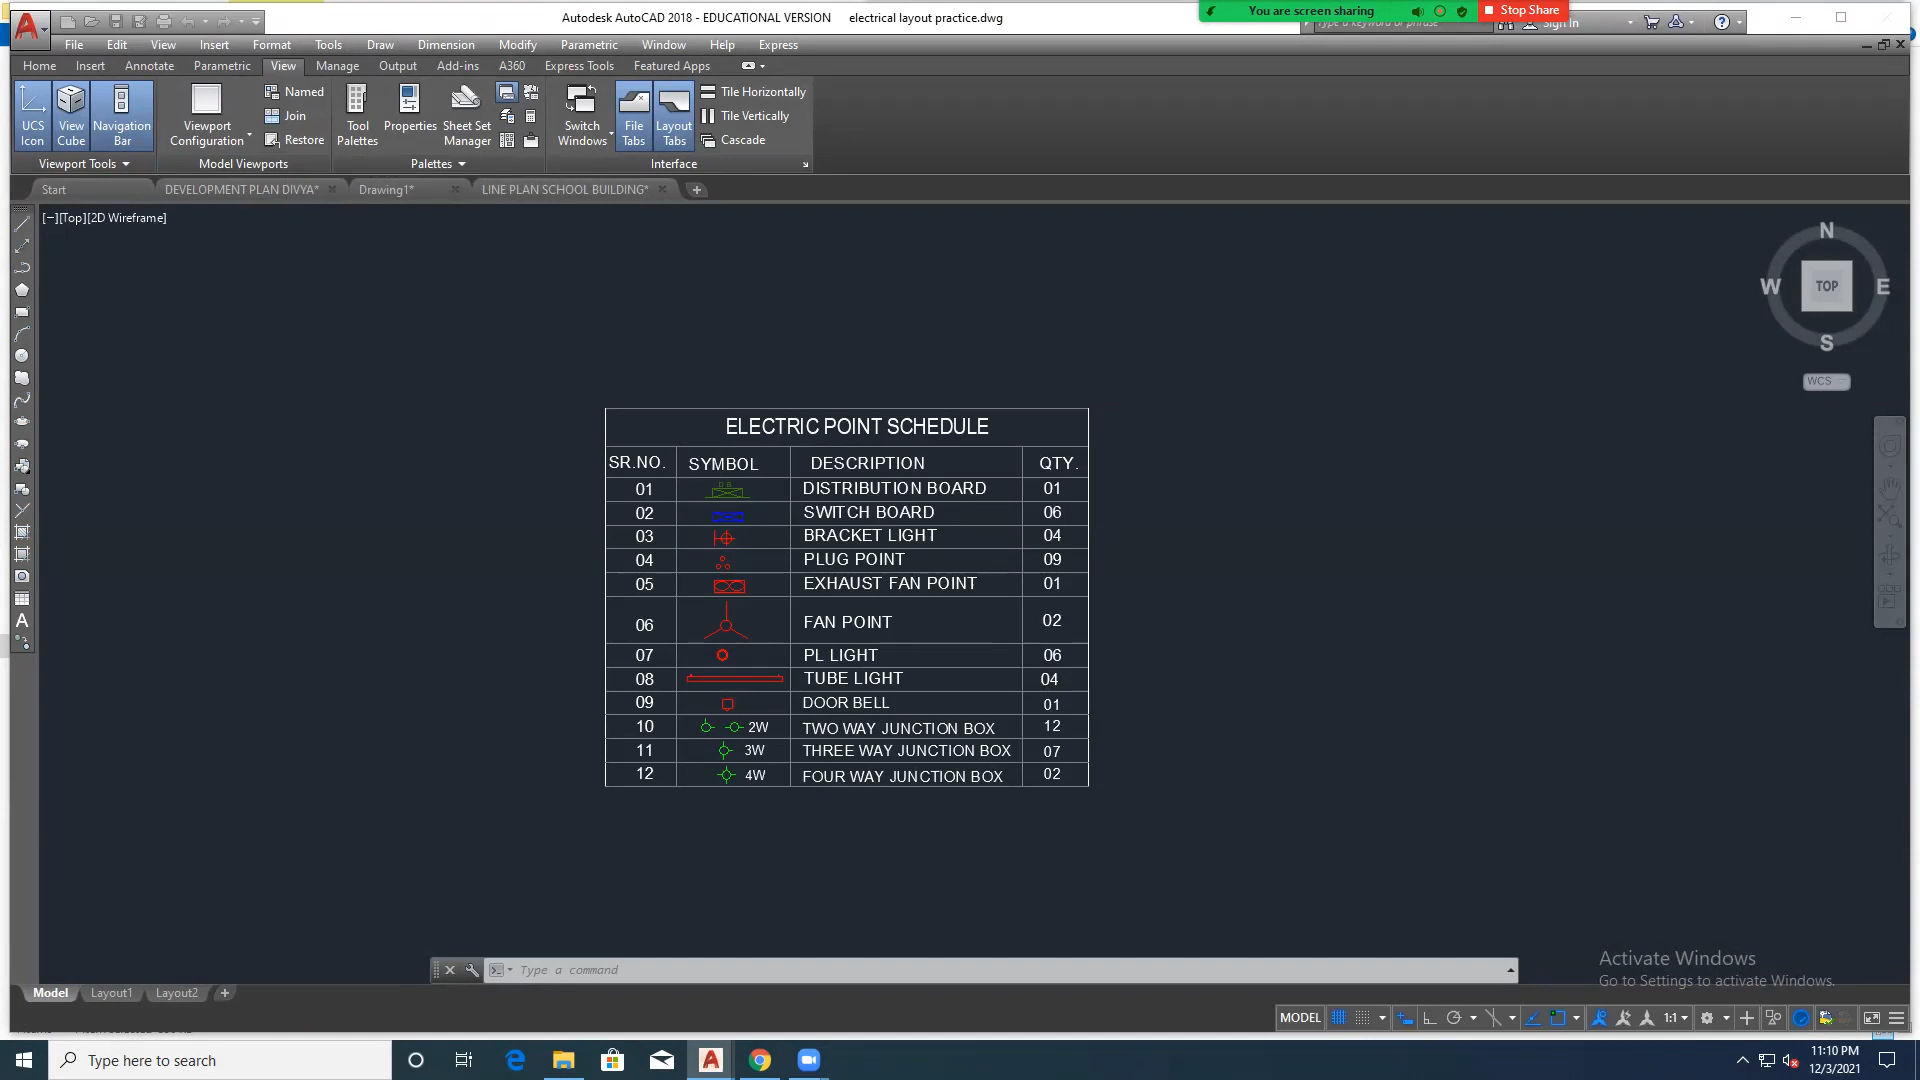 Autodesk AutoCAD 2018 - EDUCATIONAL VERSION electrical layout practice.dwg
You are screen sharing
Stop Share
Sign In
File Edit View Insert Format Tools Draw Dimension Modify Parametric Window Help Express
Home Insert Annotate Parametric View Manage Output Add-ins A360 Express Tools Featured Apps
UCS Icon
View Cube
Navigation Bar
Viewport Configuration
Named
Join
Restore
Tool Palettes
Properties
Sheet Set Manager
Switch Windows
File Tabs
Layout Tabs
Tile Horizontally
Tile Vertically
Cascade
Viewport Tools
Model Viewports
Palettes
Interface
Start
DEVELOPMENT PLAN DIVYA*
Drawing1*
LINE PLAN SCHOOL BUILDING*
[−][Top][2D Wireframe]
N
W TOP E
S
WCS
ELECTRIC POINT SCHEDULE
SR.NO. SYMBOL DESCRIPTION QTY.
01 D B DISTRIBUTION BOARD 01
02 SWITCH BOARD 06
03 BRACKET LIGHT 04
04 PLUG POINT 09
05 EXHAUST FAN POINT 01
06 FAN POINT 02
07 PL LIGHT 06
08 TUBE LIGHT 04
09 DOOR BELL 01
10 2W TWO WAY JUNCTION BOX 12
11 3W THREE WAY JUNCTION BOX 07
12 4W FOUR WAY JUNCTION BOX 02
Type a command
Activate Windows
Go to Settings to activate Windows.
Model Layout1 Layout2
MODEL 1:1
Type here to search
11:10 PM
12/3/2021